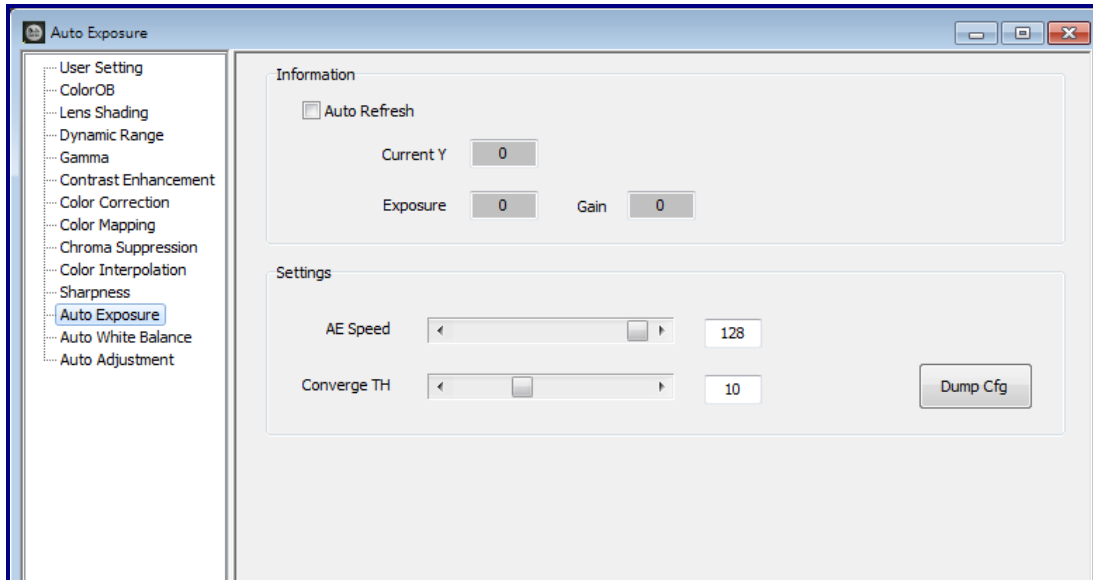 Auto Exposure
User Setting
ColorOB
Lens Shading
Dynamic Range
Gamma
Contrast Enhancement
Color Correction
Color Mapping
Chroma Suppression
Color Interpolation
Sharpness
Auto Exposure
Auto White Balance
Auto Adjustment
Information
Auto Refresh
Current Y 0
Exposure 0 Gain 0
Settings
AE Speed 128
Converge TH 10 Dump Cfg